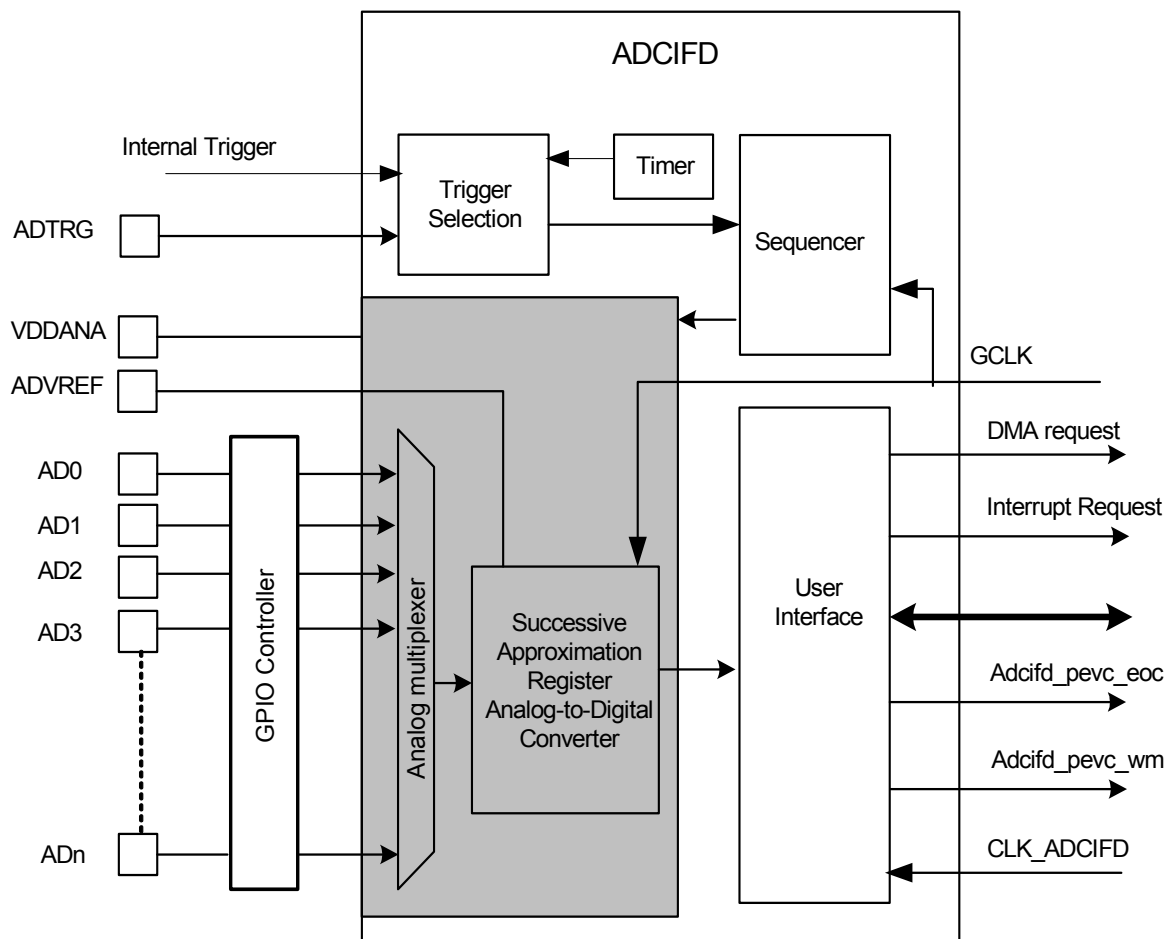 ADCIFD
Internal Trigger
Trigger
Selection
Timer
ADTRG
Sequencer
VDDANA
GCLK
ADVREF
DMA request
AD0
Interrupt Request
AD1
AD2
AD3
GPIO Controller
Analog multiplexer
Successive
Approximation
Register
Analog-to-Digital
Converter
User
Interface
Adcifd_pevc_eoc
Adcifd_pevc_wm
ADn
CLK_ADCIFD